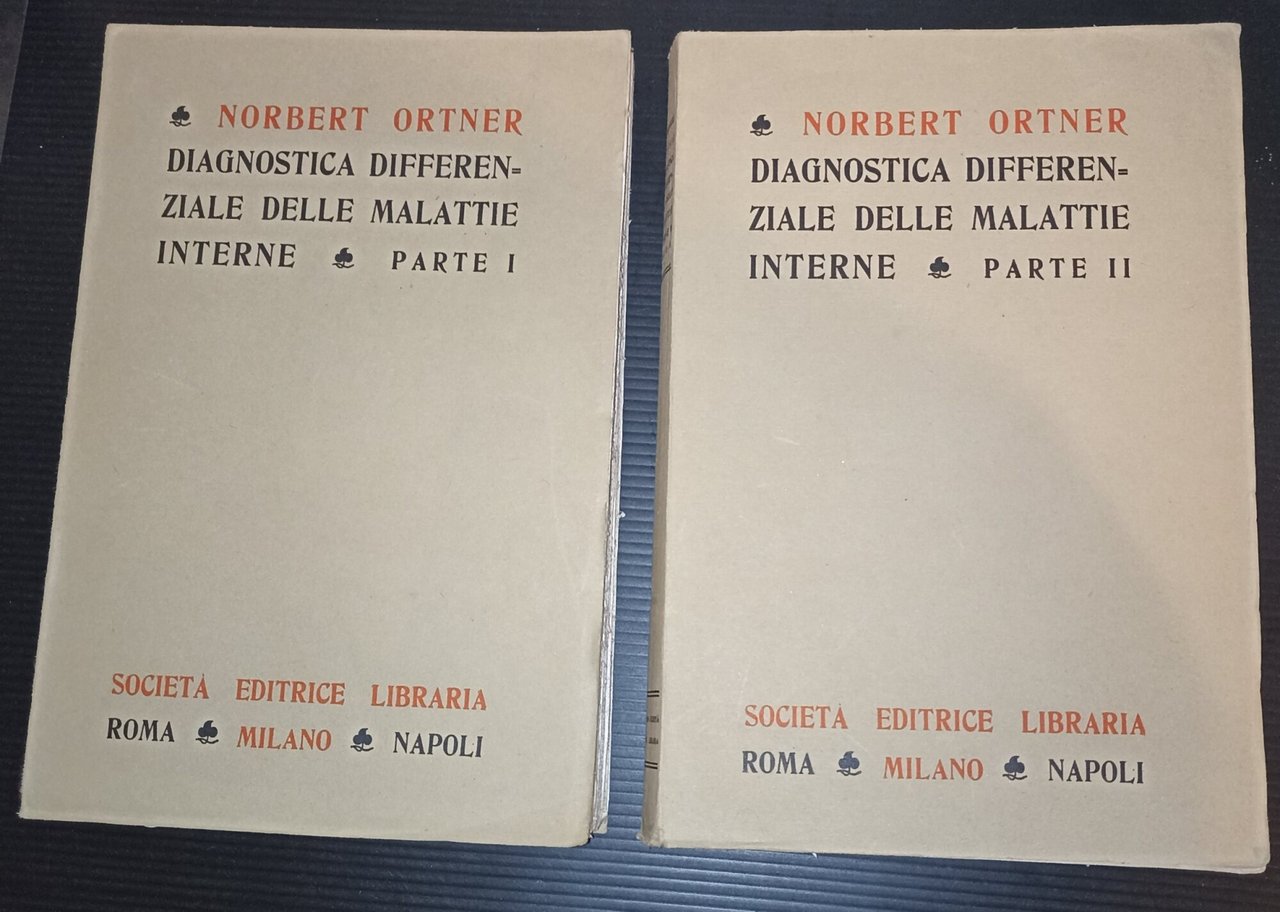 NORBERT ORTNER
DIAGNOSTICA DIFFEREN=
ZIALE DELLE MALATTIE
INTERNE PARTE I
SOCIETÀ EDITRICE LIBRARIA
ROMA MILANO NAPOLI
NORBERT ORTNER
DIAGNOSTICA DIFFEREN=
ZIALE DELLE MALATTIE
INTERNE PARTE II
SOCIETÀ EDITRICE LIBRARIA
ROMA MILANO NAPOLI